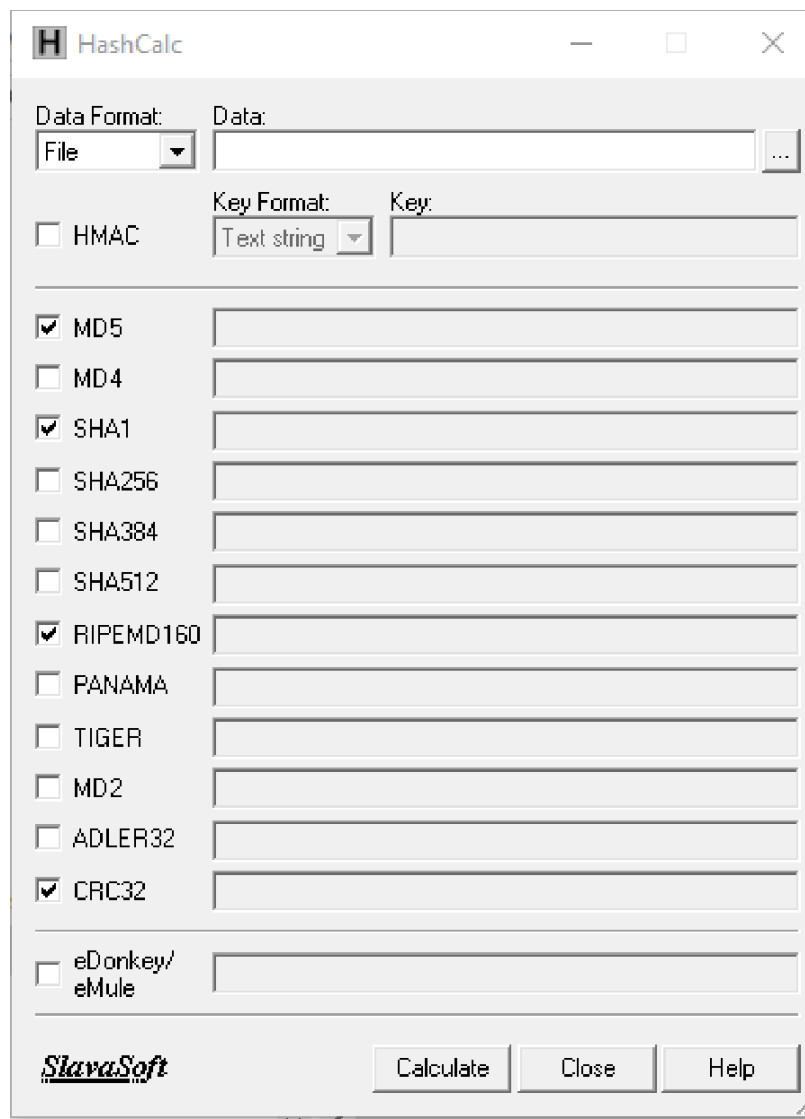 H HashCalc
Data Format: Data:
File ...
Key Format: Key:
HMAC Text string
MD5
MD4
SHA1
SHA256
SHA384
SHA512
RIPEMD160
PANAMA
TIGER
MD2
ADLER32
CRC32
eDonkey/
eMule
SlavaSoft Calculate Close Help